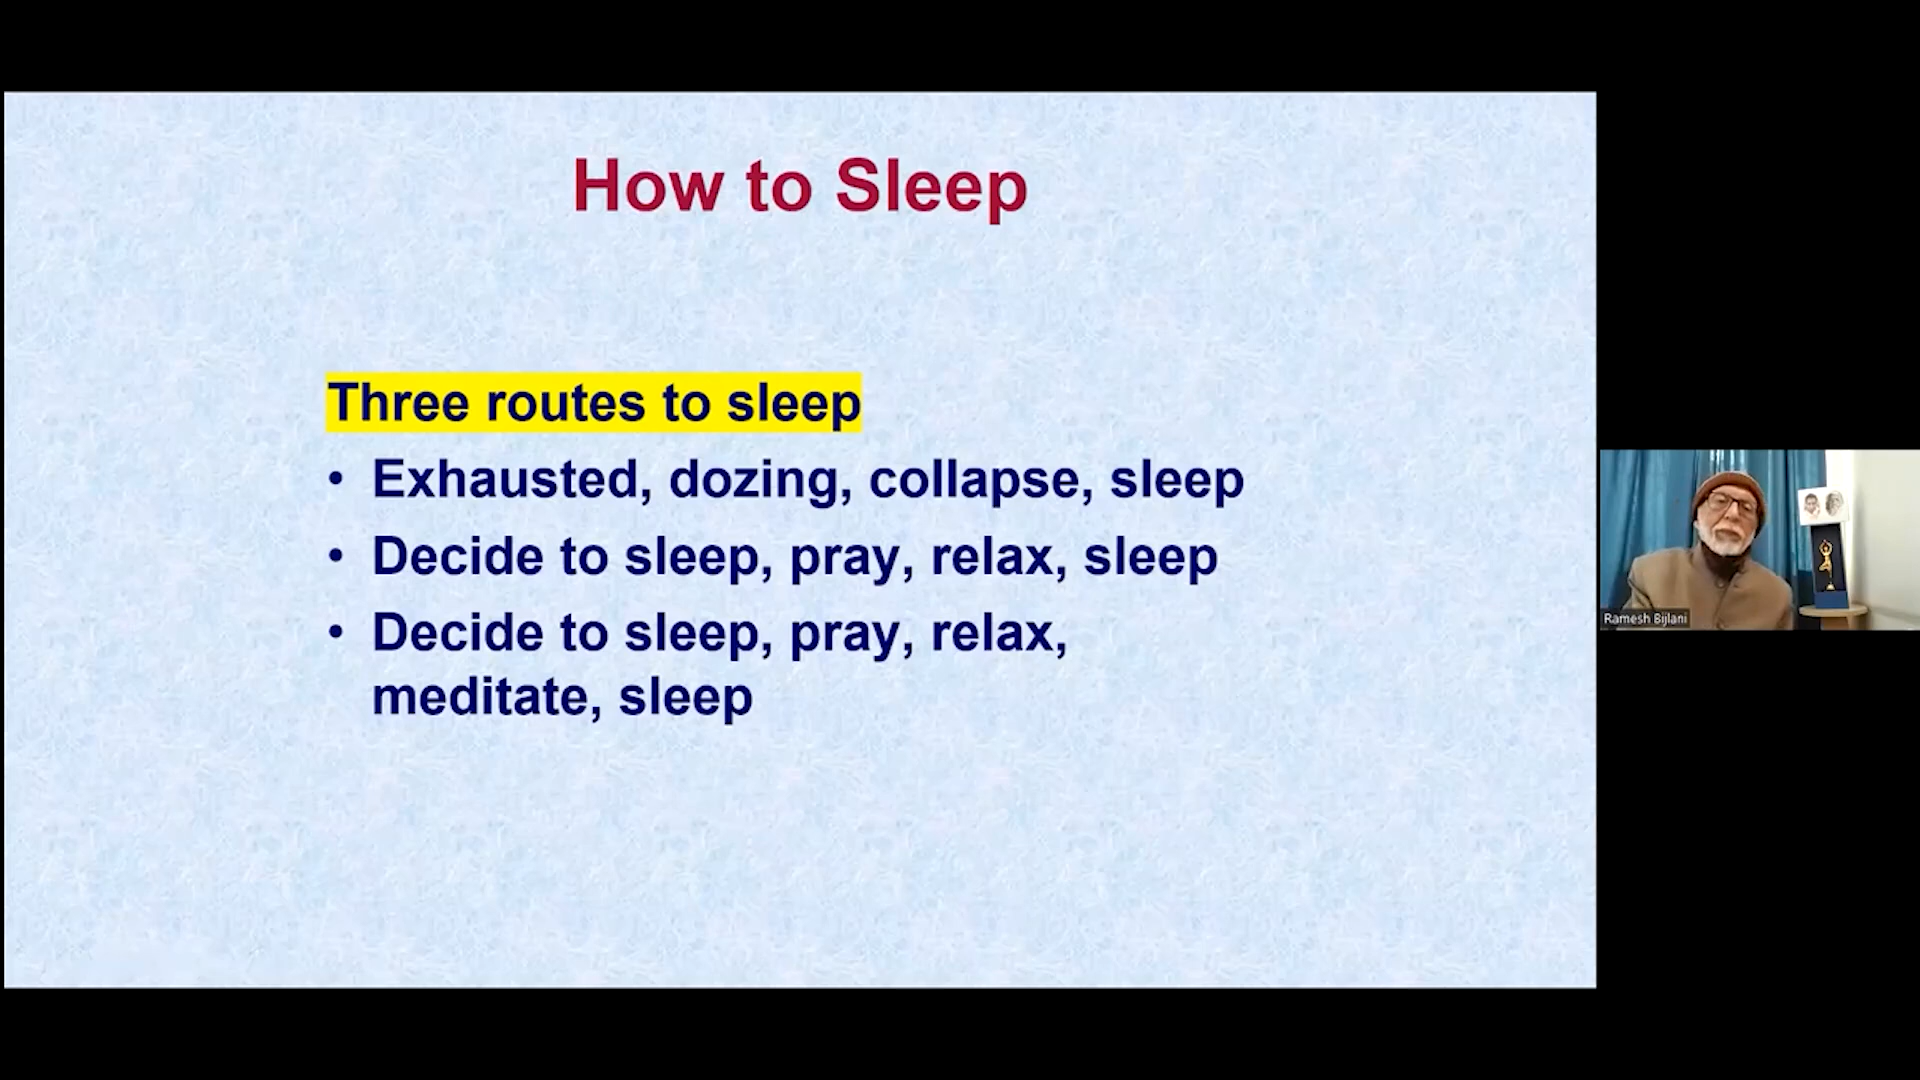 How to Sleep
Three routes to sleep
• Exhausted, dozing, collapse, sleep
• Decide to sleep, pray, relax, sleep
• Decide to sleep, pray, relax,
meditate, sleep
Ramesh Bijlani